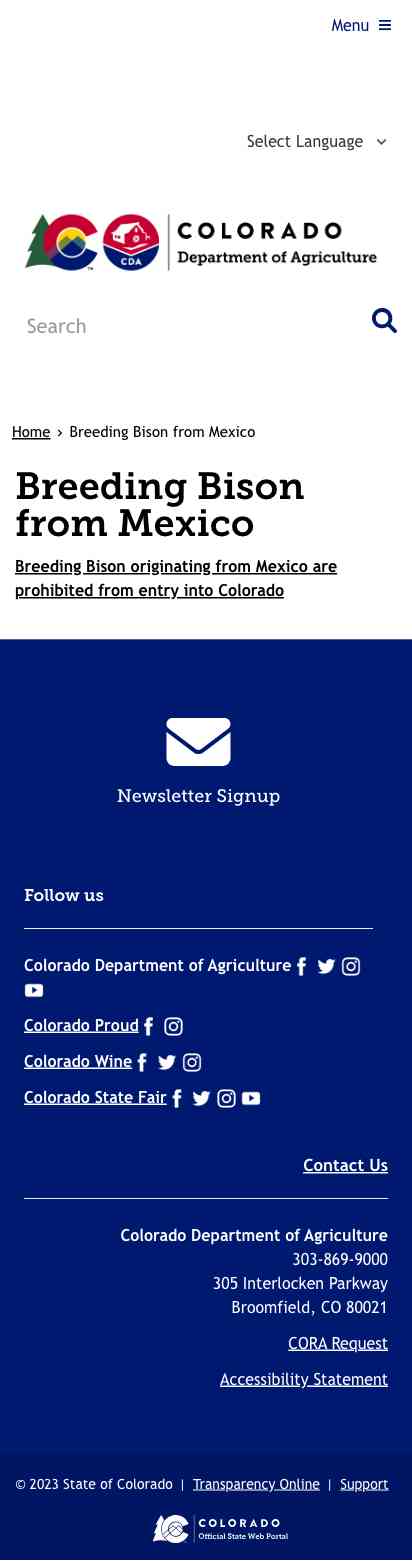 Menu
Select Language
CDA
COLORADO
Department of Agriculture
TM
Search
Home › Breeding Bison from Mexico
Breeding Bison
from Mexico
Breeding Bison originating from Mexico are
prohibited from entry into Colorado
Newsletter Signup
Follow us
Colorado Department of Agriculture
Colorado Proud
Colorado Wine
Colorado State Fair
Contact Us
Colorado Department of Agriculture
303-869-9000
305 Interlocken Parkway
Broomfield, CO 80021
CORA Request
Accessibility Statement
© 2023 State of Colorado | Transparency Online | Support
COLORADO
Official State Web Portal